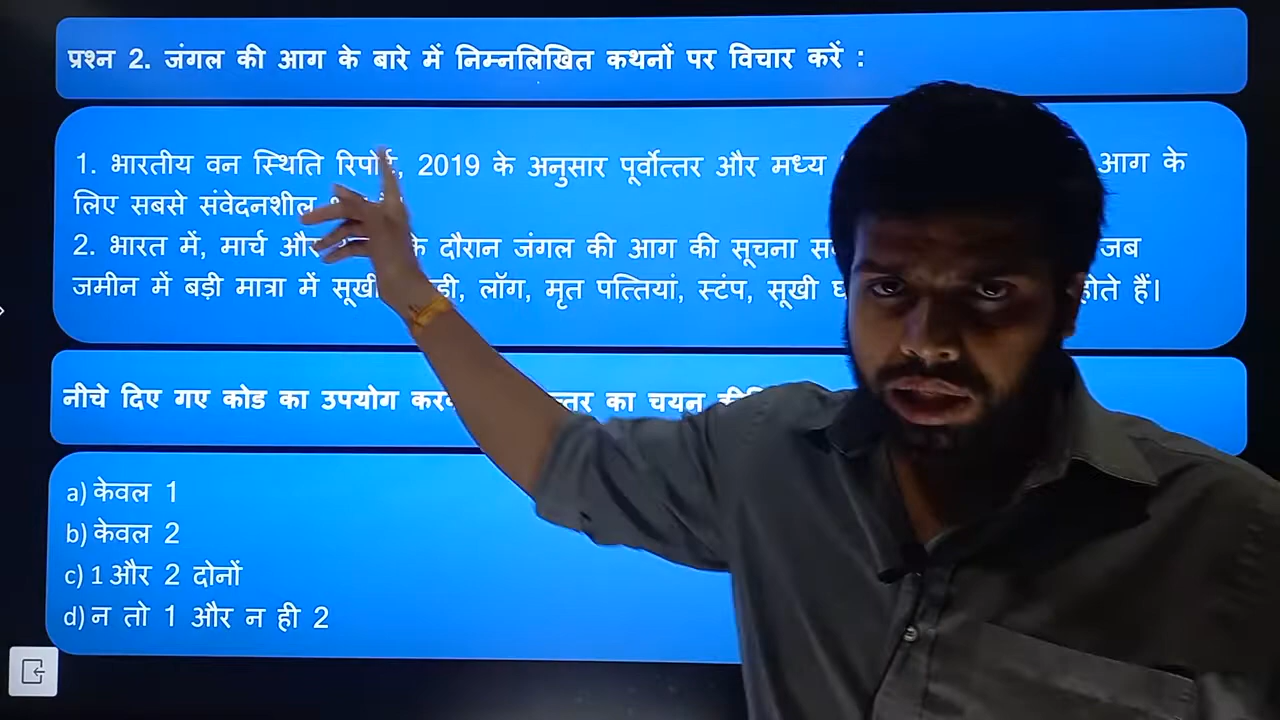 प्रश्न 2. जंगल की आग के बारे में निम्नलिखित कथनों पर विचार करें :
1. भारतीय वन स्थिति रिपोर्ट, 2019 के अनुसार पूर्वोत्तर और मध्य आग के
लिए सबसे संवेदनशील
2. भारत में, मार्च और के दौरान जंगल की आग की सूचना जब
जमीन में बड़ी मात्रा में सूखी लॉग, मृत पत्तियां, स्टंप, सूखी होते हैं।
नीचे दिए गए कोड का उपयोग का चयन
a) केवल 1
b) केवल 2
c) 1 और 2 दोनों
d) न तो 1 और न ही 2